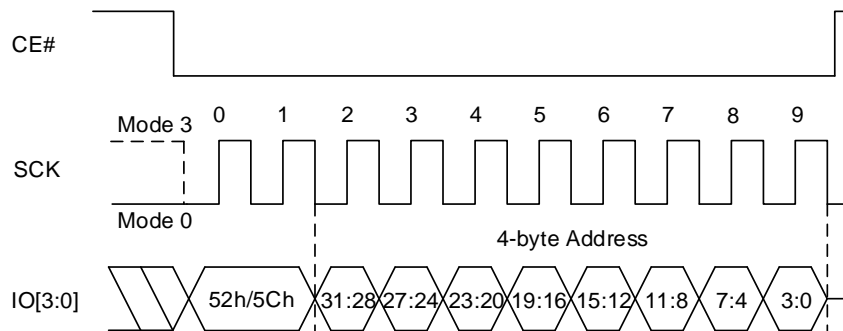 CE#
0 1 2 3 4 5 6 7 8 9
Mode 3
SCK
Mode 0
4-byte Address
IO[3:0]
52h/5Ch 31:28 27:24 23:20 19:16 15:12 11:8 7:4 3:0